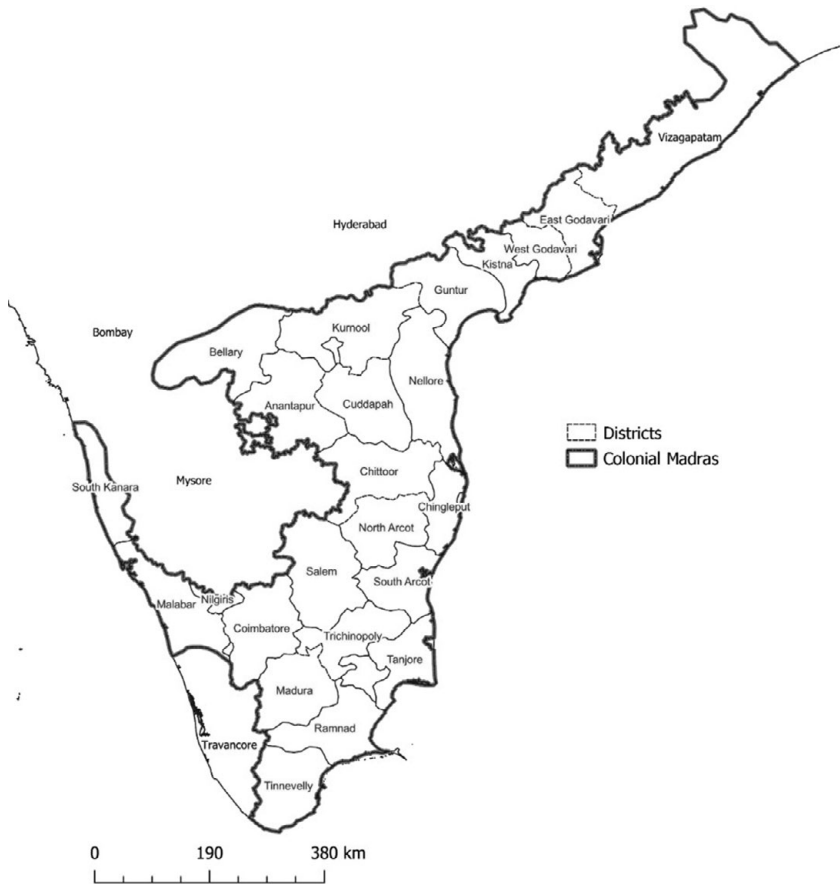 Vizagapatam
East Godavari
Hyderabad
West Godavari
Kistna
Guntur
Kurnool
Bombay
Bellary
Nellore
Cuddapah
Anantapur
Districts
Colonial Madras
Chittoor
Mysore
South Kanara
Chingleput
North Arcot
Salem
South Arcot
Nilgiris
Malabar
Coimbatore
Trichinopoly
Tanjore
Madura
Ramnad
Travancore
Tinnevelly
0 190 380 km